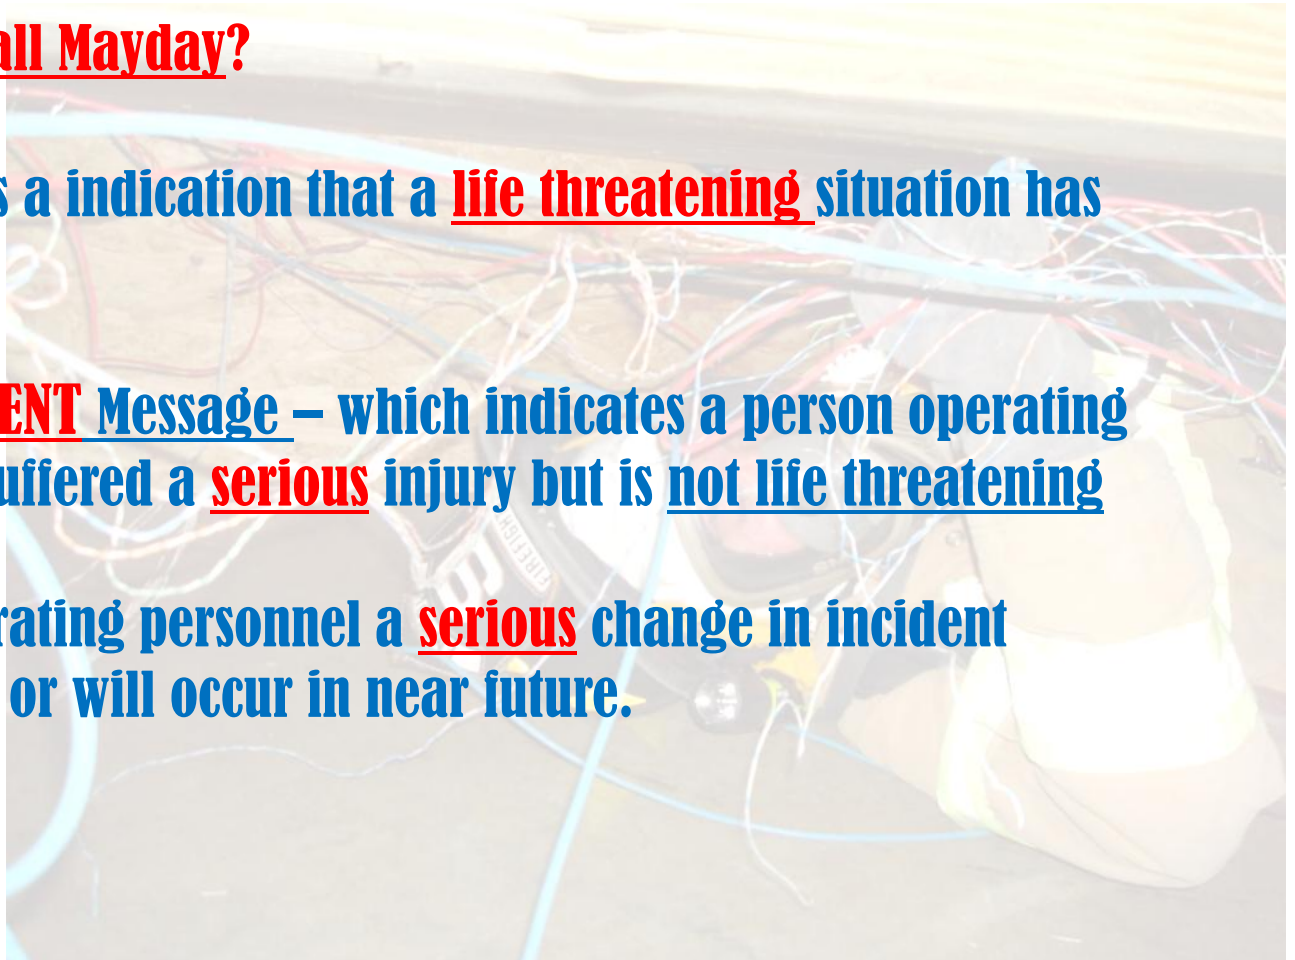 all Mayday?
s a indication that a life threatening situation has
ENT Message – which indicates a person operating
uffered a serious injury but is not life threatening
rating personnel a serious change in incident
or will occur in near future.
FIREFIGH